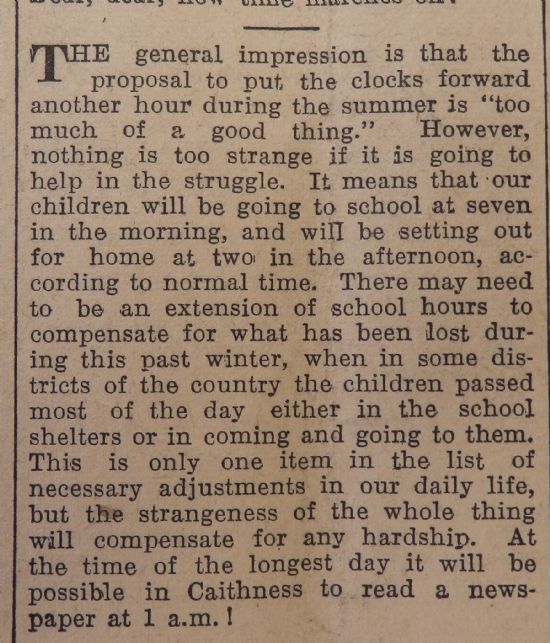 THE general impression is that the
proposal to put the clocks forward
another hour during the summer is "too
much of a good thing." However,
nothing is too strange if it is going to
help in the struggle. It means that our
children will be going to school at seven
in the morning, and will be setting out
for home at two in the afternoon, ac-
cording to normal time. There may need
to be an extension of school hours to
compensate for what has been lost dur-
ing this past winter, when in some dis-
tricts of the country the children passed
most of the day either in the school
shelters or in coming and going to them.
This is only one item in the list of
necessary adjustments in our daily life,
but the strangeness of the whole thing
will compensate for any hardship. At
the time of the longest day it will be
possible in Caithness to read a news-
paper at 1 a.m.!